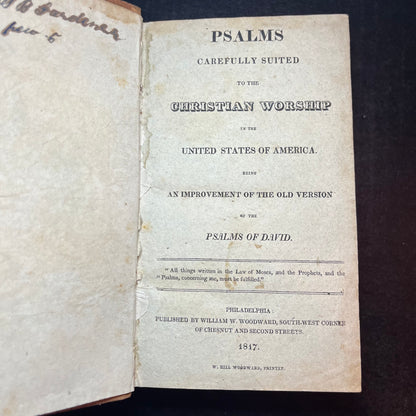 PSALMS
CAREFULLY SUITED
TO THE
CHRISTIAN WORSHIP
IN THE
UNITED STATES OF AMERICA.
BEING
AN IMPROVEMENT OF THE OLD VERSION
OF THE
PSALMS OF DAVID.
"All things written in the Law of Moses, and the Prophets, and the
"Psalms, concerning me, must be fulfilled."
PHILADELPHIA:
PUBLISHED BY WILLIAM W. WOODWARD, SOUTH-WEST CORNER
OF CHESNUT AND SECOND STREETS.
1817.
W. HILL WOODWARD, PRINTER.